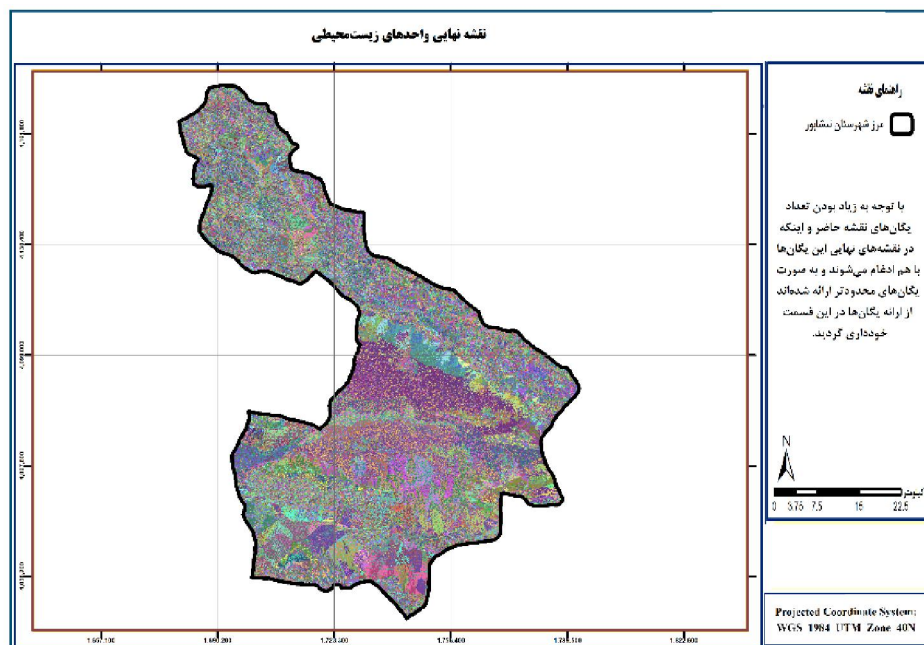 نقشه نهایی واحدهای زیست‌محیطی
راهنمای نقشه
مرز شهرستان نیشاپور
با توجه به زیاد بودن تعداد
یگان‌های نقشه حاضر و اینکه
در نقشه‌های نهایی این یگان‌ها
با هم ادغام می‌شوند و به صورت
یگان‌های محدودتر ارائه شده‌اند
از ارائه یگان‌ها در این قسمت
خودداری گردید.
N
کیلومتر
0 3.75 7.5 15 22.5
Projected Coordinate System:
WGS 1984 UTM Zone 40N